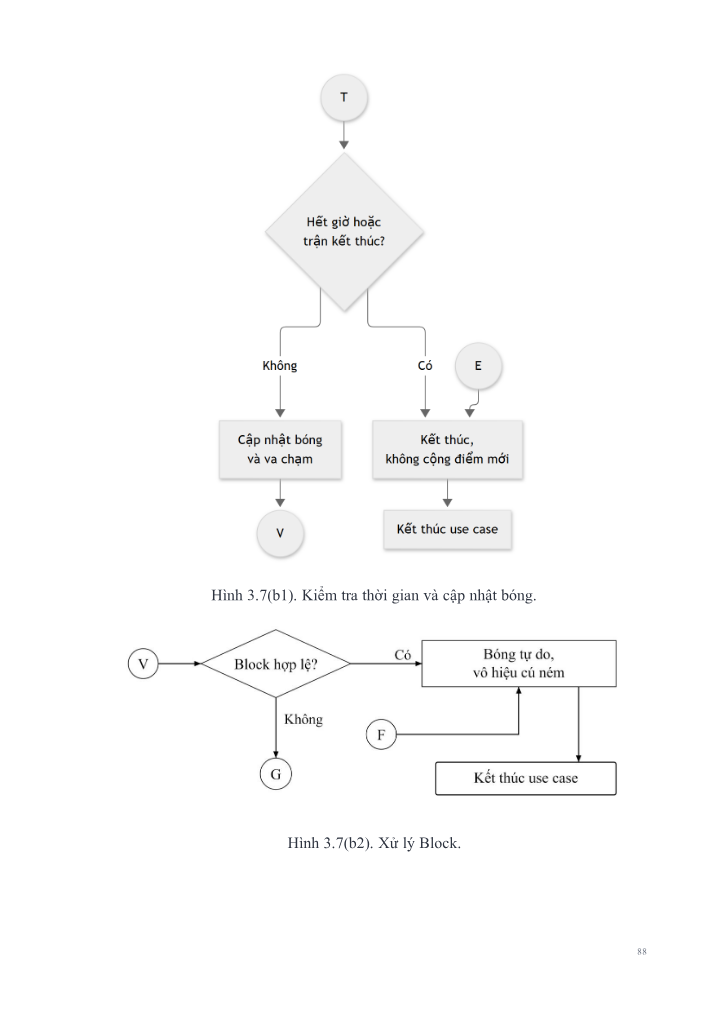 T
Hết giờ hoặc
trận kết thúc?
Không
Có
E
Cập nhật bóng
và va chạm
Kết thúc,
không cộng điểm mới
V
Kết thúc use case
Hình 3.7(b1). Kiểm tra thời gian và cập nhật bóng.
V
Block hợp lệ?
Có
Bóng tự do,
vô hiệu cú ném
Không
F
G
Kết thúc use case
Hình 3.7(b2). Xử lý Block.
88